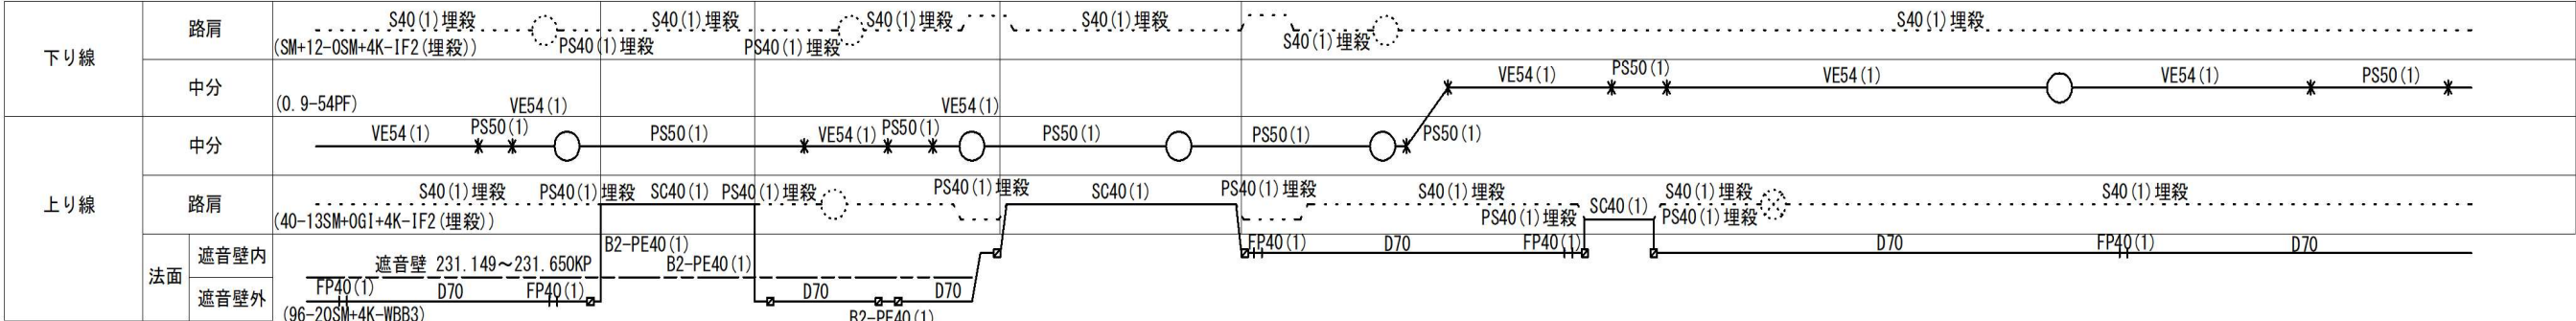 下り線
路肩
S40(1)埋殺
S40(1)埋殺
S40(1)埋殺
S40(1)埋殺
S40(1)埋殺
(SM+12-OSM+4K-IF2(埋殺))
PS40(1)埋殺
PS40(1)埋殺
S40(1)埋殺
中分
(0.9-54PF)
VE54(1)
VE54(1)
VE54(1)
PS50(1)
VE54(1)
VE54(1)
PS50(1)
上り線
中分
VE54(1)
PS50(1)
PS50(1)
VE54(1)
PS50(1)
PS50(1)
PS50(1)
PS50(1)
路肩
S40(1)埋殺
PS40(1)埋殺
SC40(1)
PS40(1)埋殺
PS40(1)埋殺
SC40(1)
PS40(1)埋殺
S40(1)埋殺
PS40(1)埋殺
SC40(1)
S40(1)埋殺
PS40(1)埋殺
S40(1)埋殺
(40-13SM+OGI+4K-IF2(埋殺))
法面
遮音壁内
遮音壁 231.149～231.650KP
B2-PE40(1)
B2-PE40(1)
FP40(1)
D70
FP40(1)
D70
FP40(1)
D70
遮音壁外
FP40(1)
D70
FP40(1)
D70
D70
(96-20SM+4K-WBB3)
B2-PE40(1)